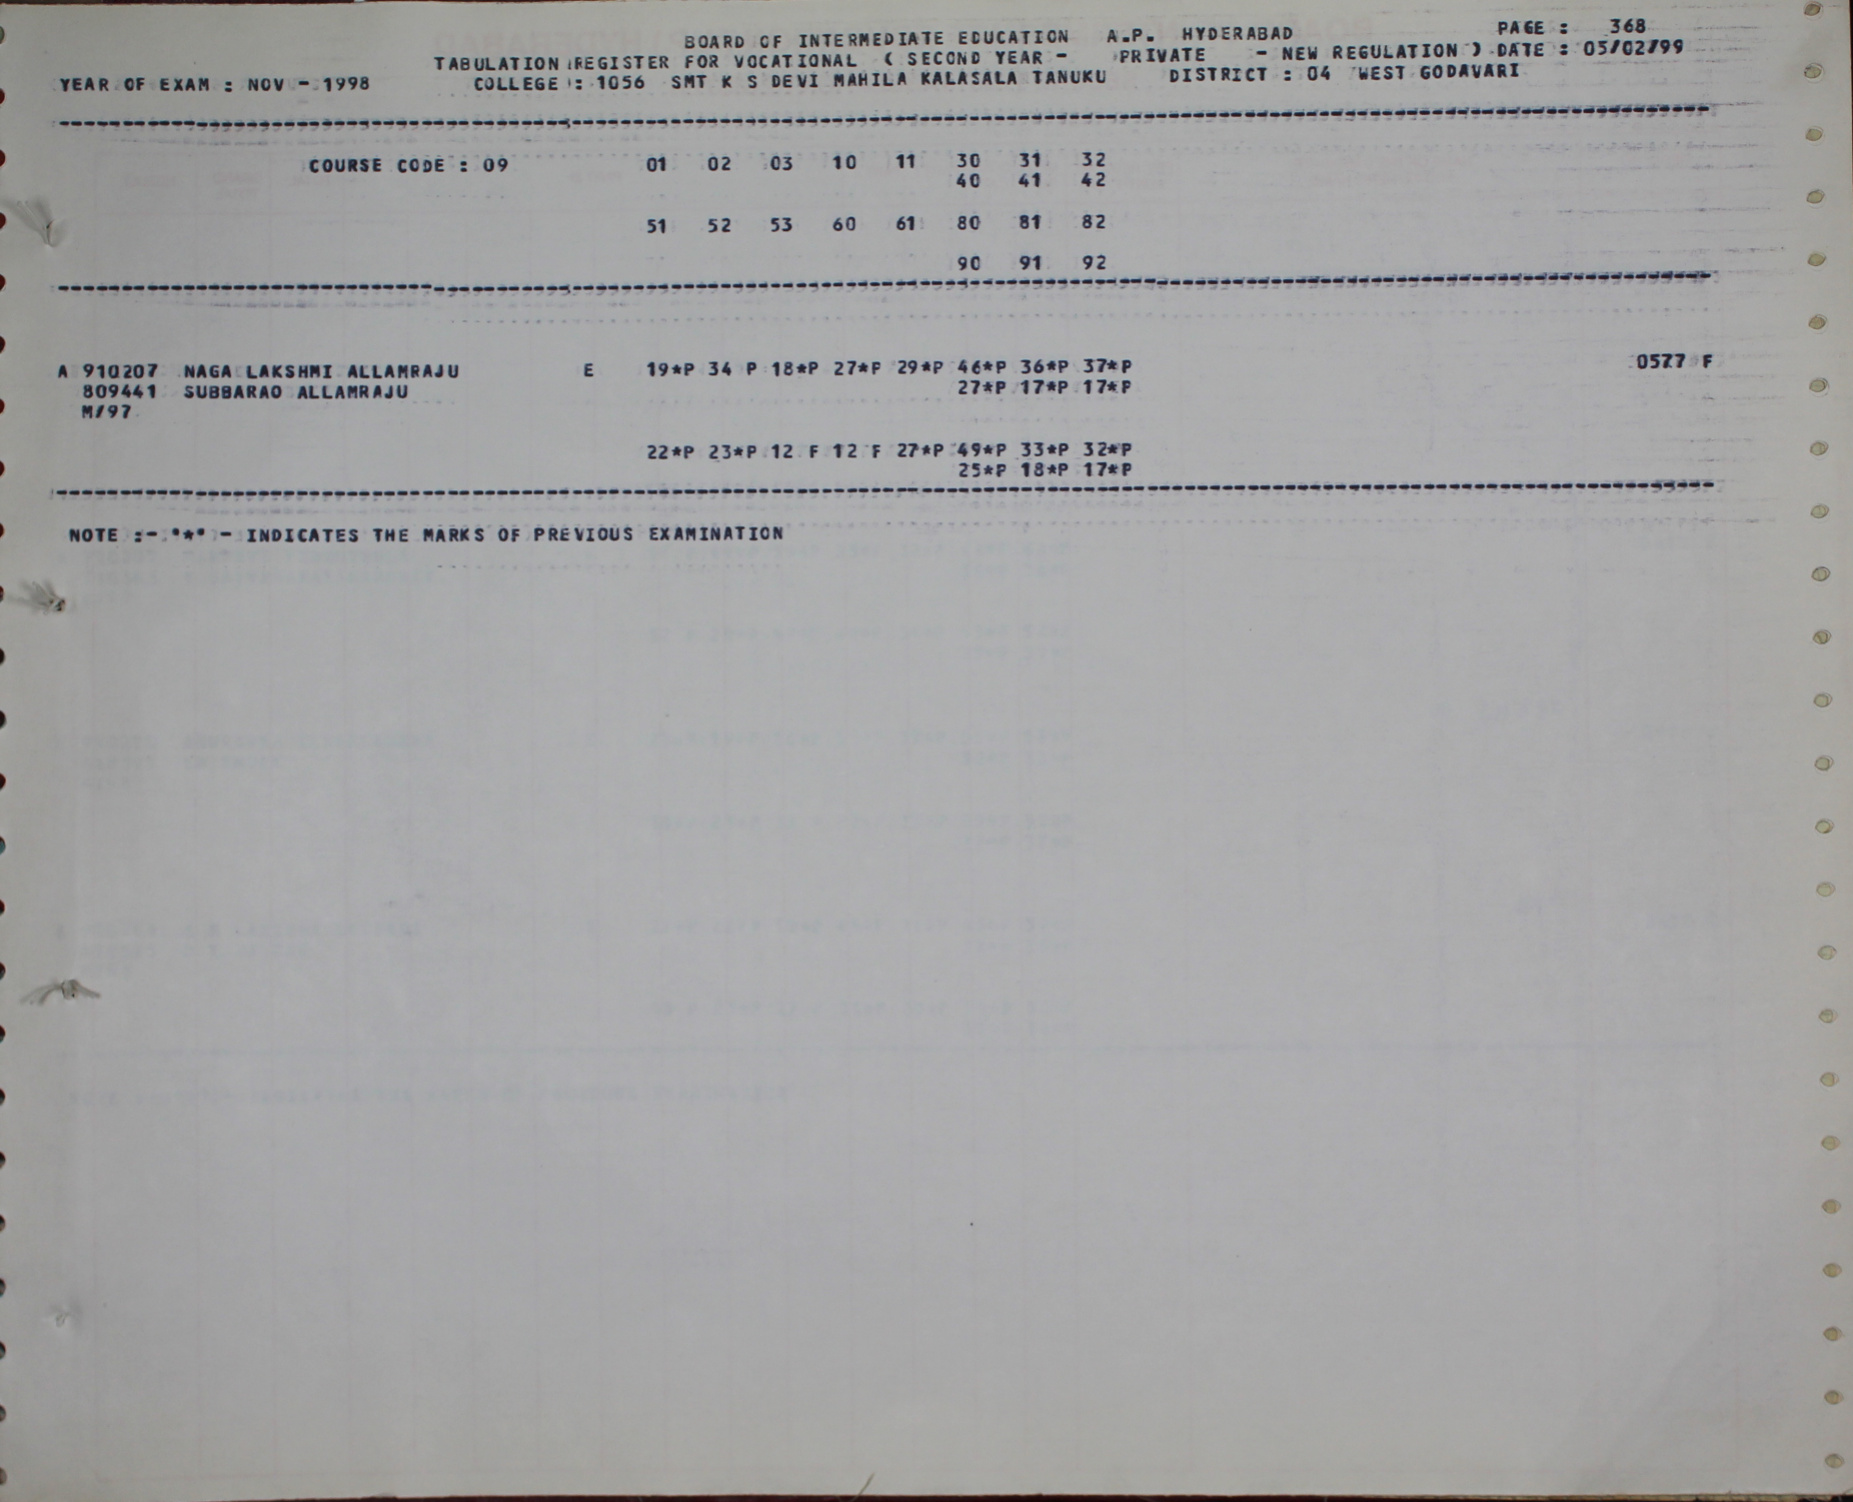 BOARD OF INTERMEDIATE EDUCATION A.P. HYDERABAD PAGE : 368
TABULATION REGISTER FOR VOCATIONAL ( SECOND YEAR - PRIVATE - NEW REGULATION ) DATE : 05/02/99
YEAR OF EXAM : NOV - 1998 COLLEGE : 1056 SMT K S DEVI MAHILA KALASALA TANUKU DISTRICT : 04 WEST GODAVARI
COURSE CODE : 09 01 02 03 10 11 30 31 32
40 41 42
51 52 53 60 61 80 81 82
90 91 92
A 910207 NAGA LAKSHMI ALLAMRAJU E 19*P 34 P 18*P 27*P 29*P 46*P 36*P 37*P 0577 F
809441 SUBBARAO ALLAMRAJU 27*P 17*P 17*P
M/97
22*P 23*P 12 F 12 F 27*P 49*P 33*P 32*P
25*P 18*P 17*P
NOTE :- '*' - INDICATES THE MARKS OF PREVIOUS EXAMINATION